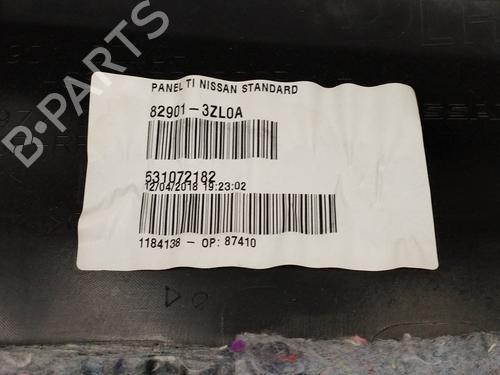 B-PARTS
PANEL TI NISSAN STANDARD
82901-3ZL0A
531072182
12/04/2018 19:23:02
1184138 - OP: 87410